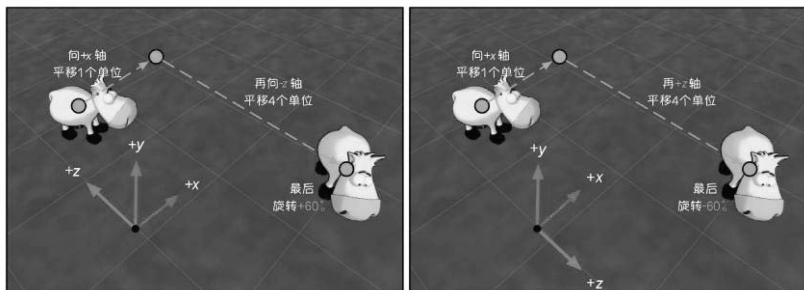 向+x 轴
平移1个单位
再向-z 轴
平移4个单位
+y
+z
+x
最后
旋转+60°
向+x 轴
平移1个单位
再+z 轴
平移4个单位
+y
+x
+z
最后
旋转-60°